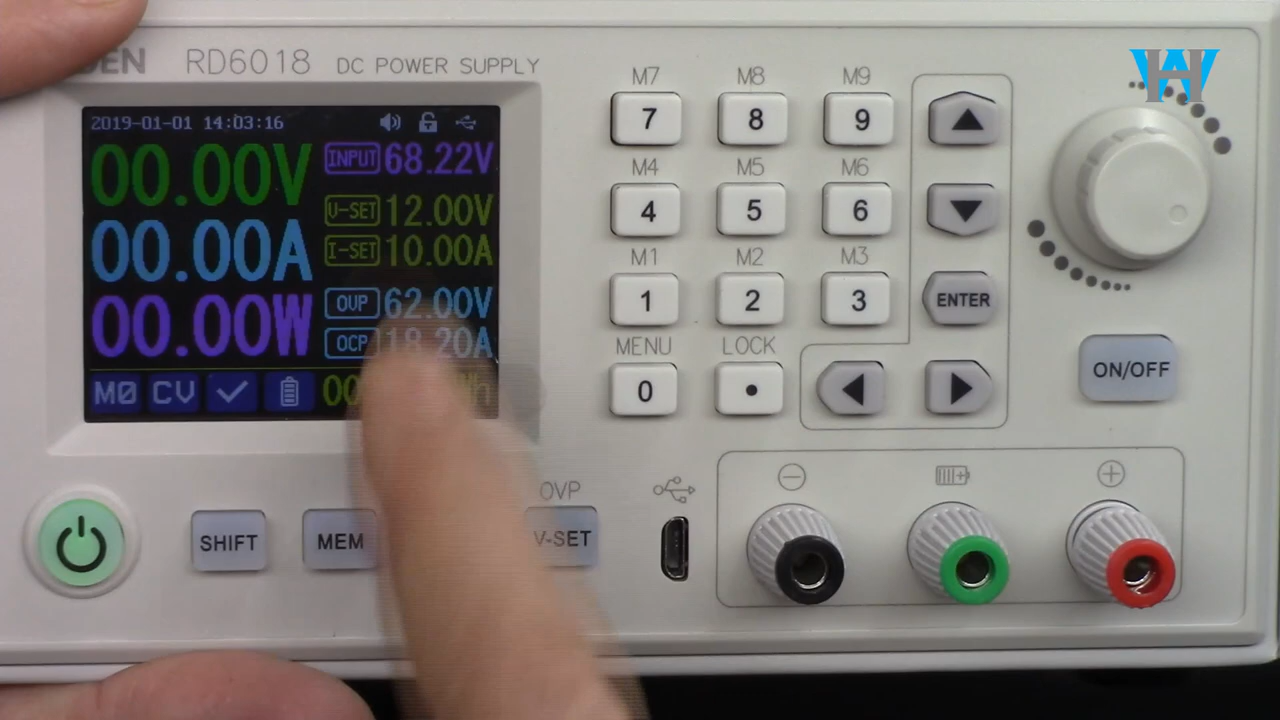 RD6018 DC POWER SUPPLY
2019-01-01 14:03:16
00.00V
00.00A
00.00W
INPUT 68.22V
V-SET 12.00V
I-SET 10.00A
OVP 62.00V
OCP 18.20A
M0 CV
M7 M8 M9
7 8 9
M4 M5 M6
4 5 6
M1 M2 M3
1 2 3
ENTER
MENU LOCK
0 •
ON/OFF
SHIFT
MEM
OVP
V-SET